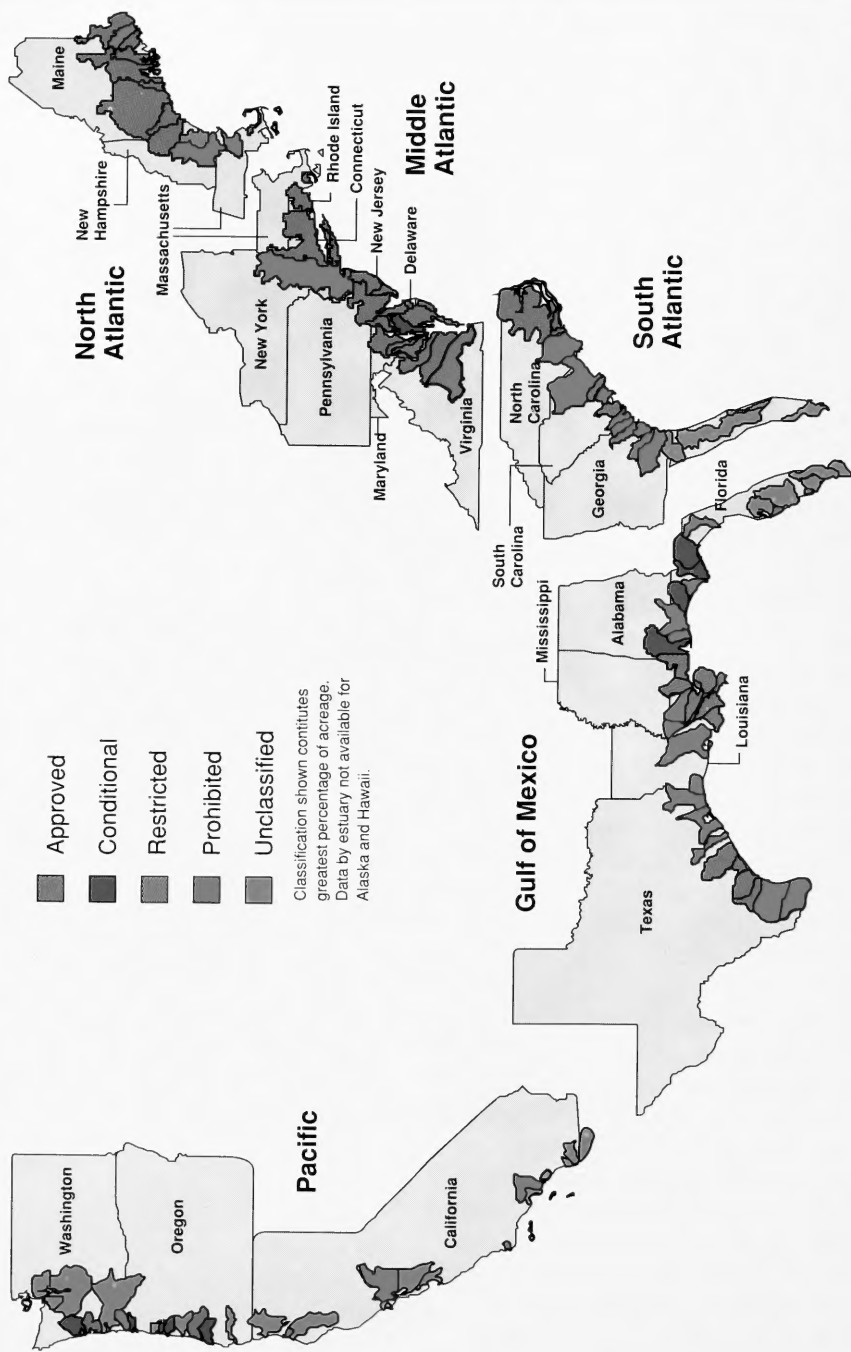 Approved
Conditional
Restricted
Prohibited
Unclassified
Classification shown contitutes
greatest percentage of acreage.
Data by estuary not available for
Alaska and Hawaii.
Pacific
Washington
Oregon
California
Gulf of Mexico
Texas
Louisiana
Mississippi
Alabama
Florida
South
Atlantic
South
Carolina
Georgia
North
Carolina
Middle
Atlantic
Virginia
Maryland
Pennsylvania
New York
Delaware
New Jersey
Connecticut
Rhode Island
North
Atlantic
Massachusetts
New
Hampshire
Maine